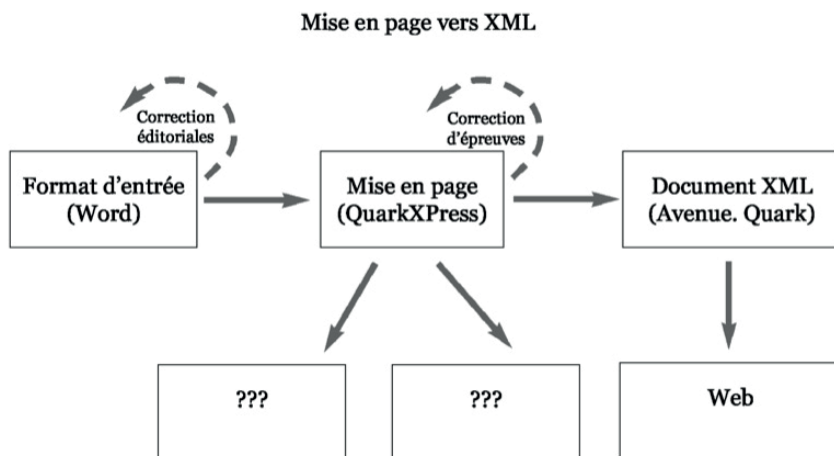 Mise en page vers XML
Correction
éditoriales
Correction
d'épreuves
Format d'entrée
(Word)
Mise en page
(QuarkXPress)
Document XML
(Avenue. Quark)
???
???
Web